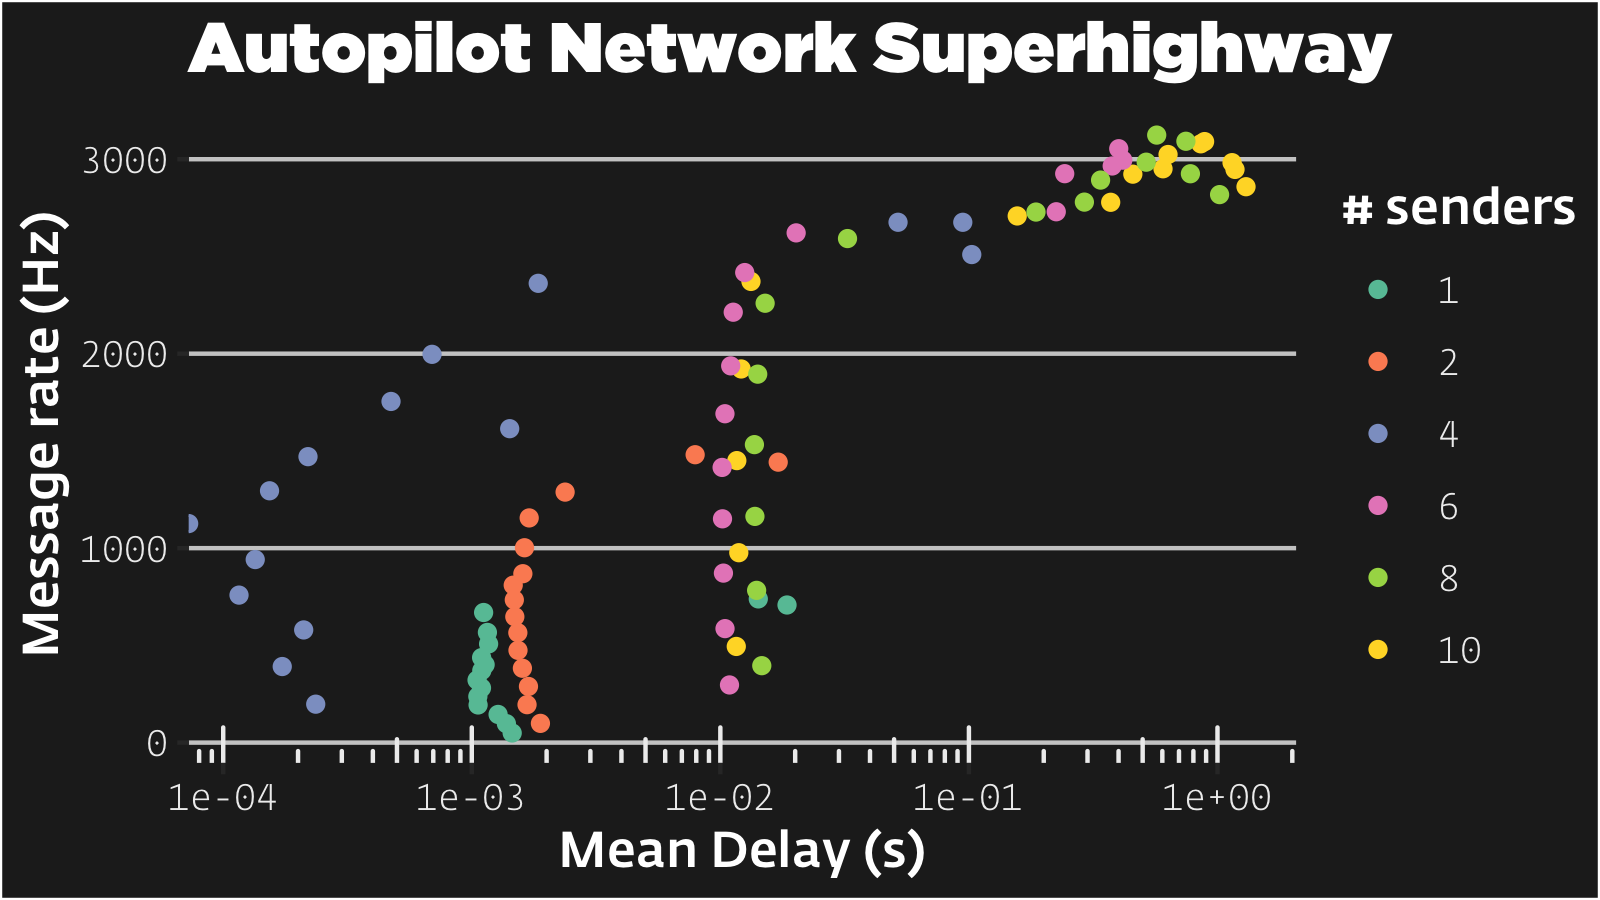 Autopilot Network Superhighway
Message rate (Hz)
3000
2000
1000
0
1e-04 1e-03 1e-02 1e-01 1e+00
Mean Delay (s)
# senders
1
2
4
6
8
10